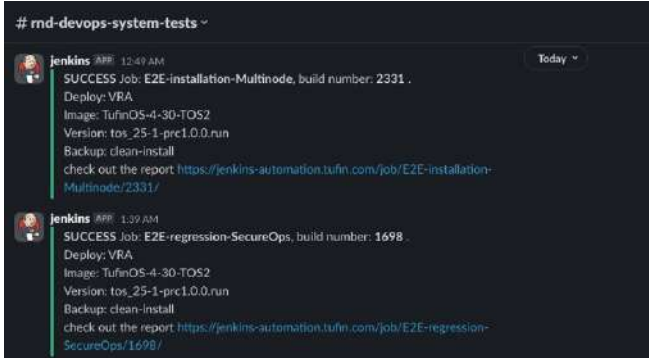 # rnd-devops-system-tests
Today
jenkins APP 12:49 AM
SUCCESS Job: E2E-installation-Multinode, build number: 2331 .
Deploy: VRA
Image: TufinOS-4-30-TOS2
Version: tos_25-1-prc1.0.0.run
Backup: clean-install
check out the report https://jenkins-automation.tufin.com/job/E2E-installation-
Multinode/2331/
jenkins APP 1:39 AM
SUCCESS Job: E2E-regression-SecureOps, build number: 1698 .
Deploy: VRA
Image: TufinOS-4-30-TOS2
Version: tos_25-1-prc1.0.0.run
Backup: clean-install
check out the report https://jenkins-automation.tufin.com/job/E2E-regression-
SecureOps/1698/